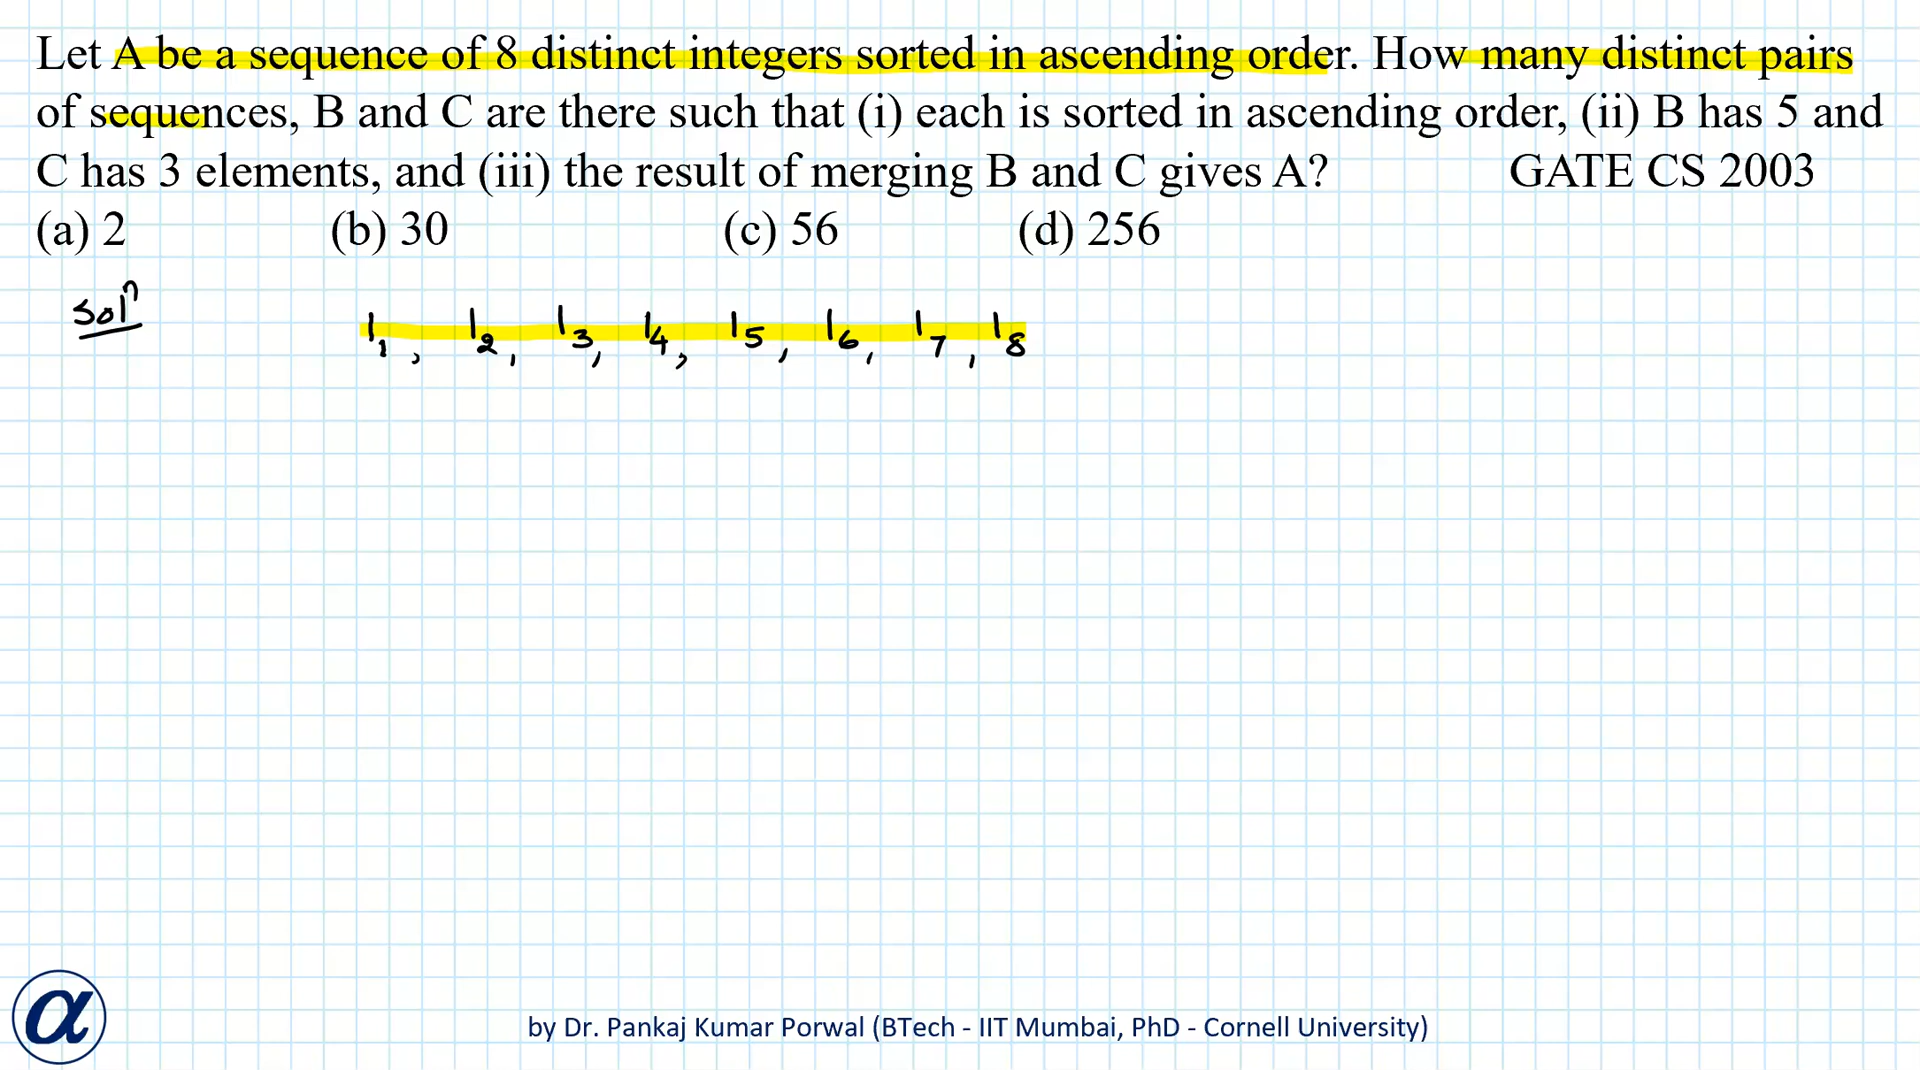 Let A be a sequence of 8 distinct integers sorted in ascending order. How many distinct pairs
of sequences, B and C are there such that (i) each is sorted in ascending order, (ii) B has 5 and
C has 3 elements, and (iii) the result of merging B and C gives A? GATE CS 2003
(a) 2 (b) 30 (c) 56 (d) 256
Solⁿ I₁, I₂, I₃, I₄, I₅, I₆, I₇, I₈
α by Dr. Pankaj Kumar Porwal (BTech - IIT Mumbai, PhD - Cornell University)